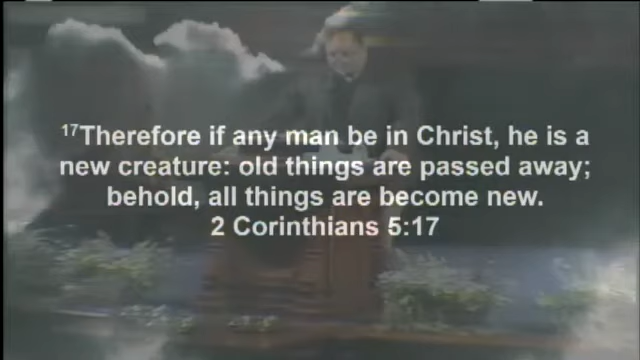 17Therefore if any man be in Christ, he is a
new creature: old things are passed away;
behold, all things are become new.
2 Corinthians 5:17